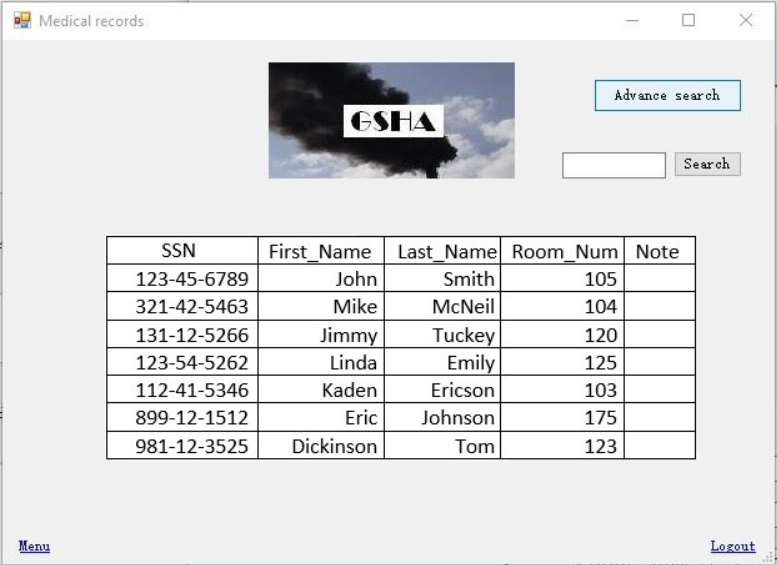 Medical records
GSHA
Advance search
Search
SSN First_Name Last_Name Room_Num Note
123-45-6789 John Smith 105
321-42-5463 Mike McNeil 104
131-12-5266 Jimmy Tuckey 120
123-54-5262 Linda Emily 125
112-41-5346 Kaden Ericson 103
899-12-1512 Eric Johnson 175
981-12-3525 Dickinson Tom 123
Menu Logout